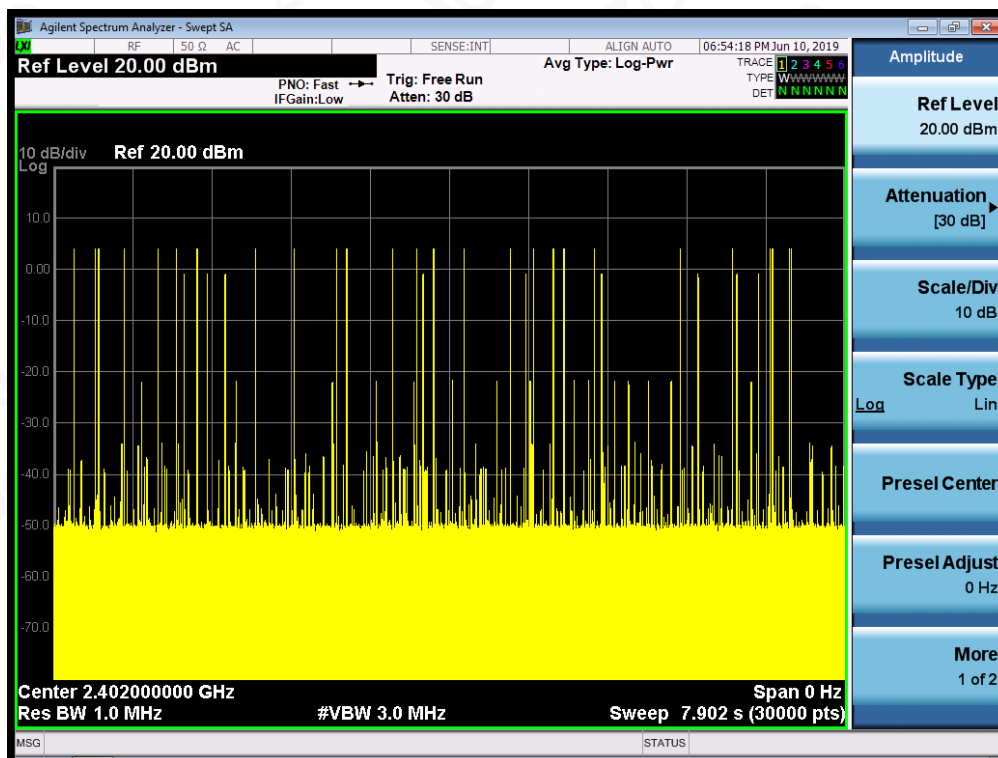 Agilent Spectrum Analyzer - Swept SA
LXI RF 50 Ω AC SENSE:INT ALIGN AUTO 06:54:18 PM Jun 10, 2019
Ref Level 20.00 dBm
Avg Type: Log-Pwr
TRACE 1 2 3 4 5 6
PNO: Fast Trig: Free Run
TYPE WWWWWW
IFGain:Low Atten: 30 dB
DET N N N N N N
10 dB/div Ref 20.00 dBm
Log
10.0
0.00
-10.0
-20.0
-30.0
-40.0
-50.0
-60.0
-70.0
Center 2.402000000 GHz Span 0 Hz
Res BW 1.0 MHz #VBW 3.0 MHz Sweep 7.902 s (30000 pts)
MSG STATUS
Amplitude
Ref Level
20.00 dBm
Attenuation
[30 dB]
Scale/Div
10 dB
Scale Type
Log Lin
Presel Center
Presel Adjust
0 Hz
More
1 of 2